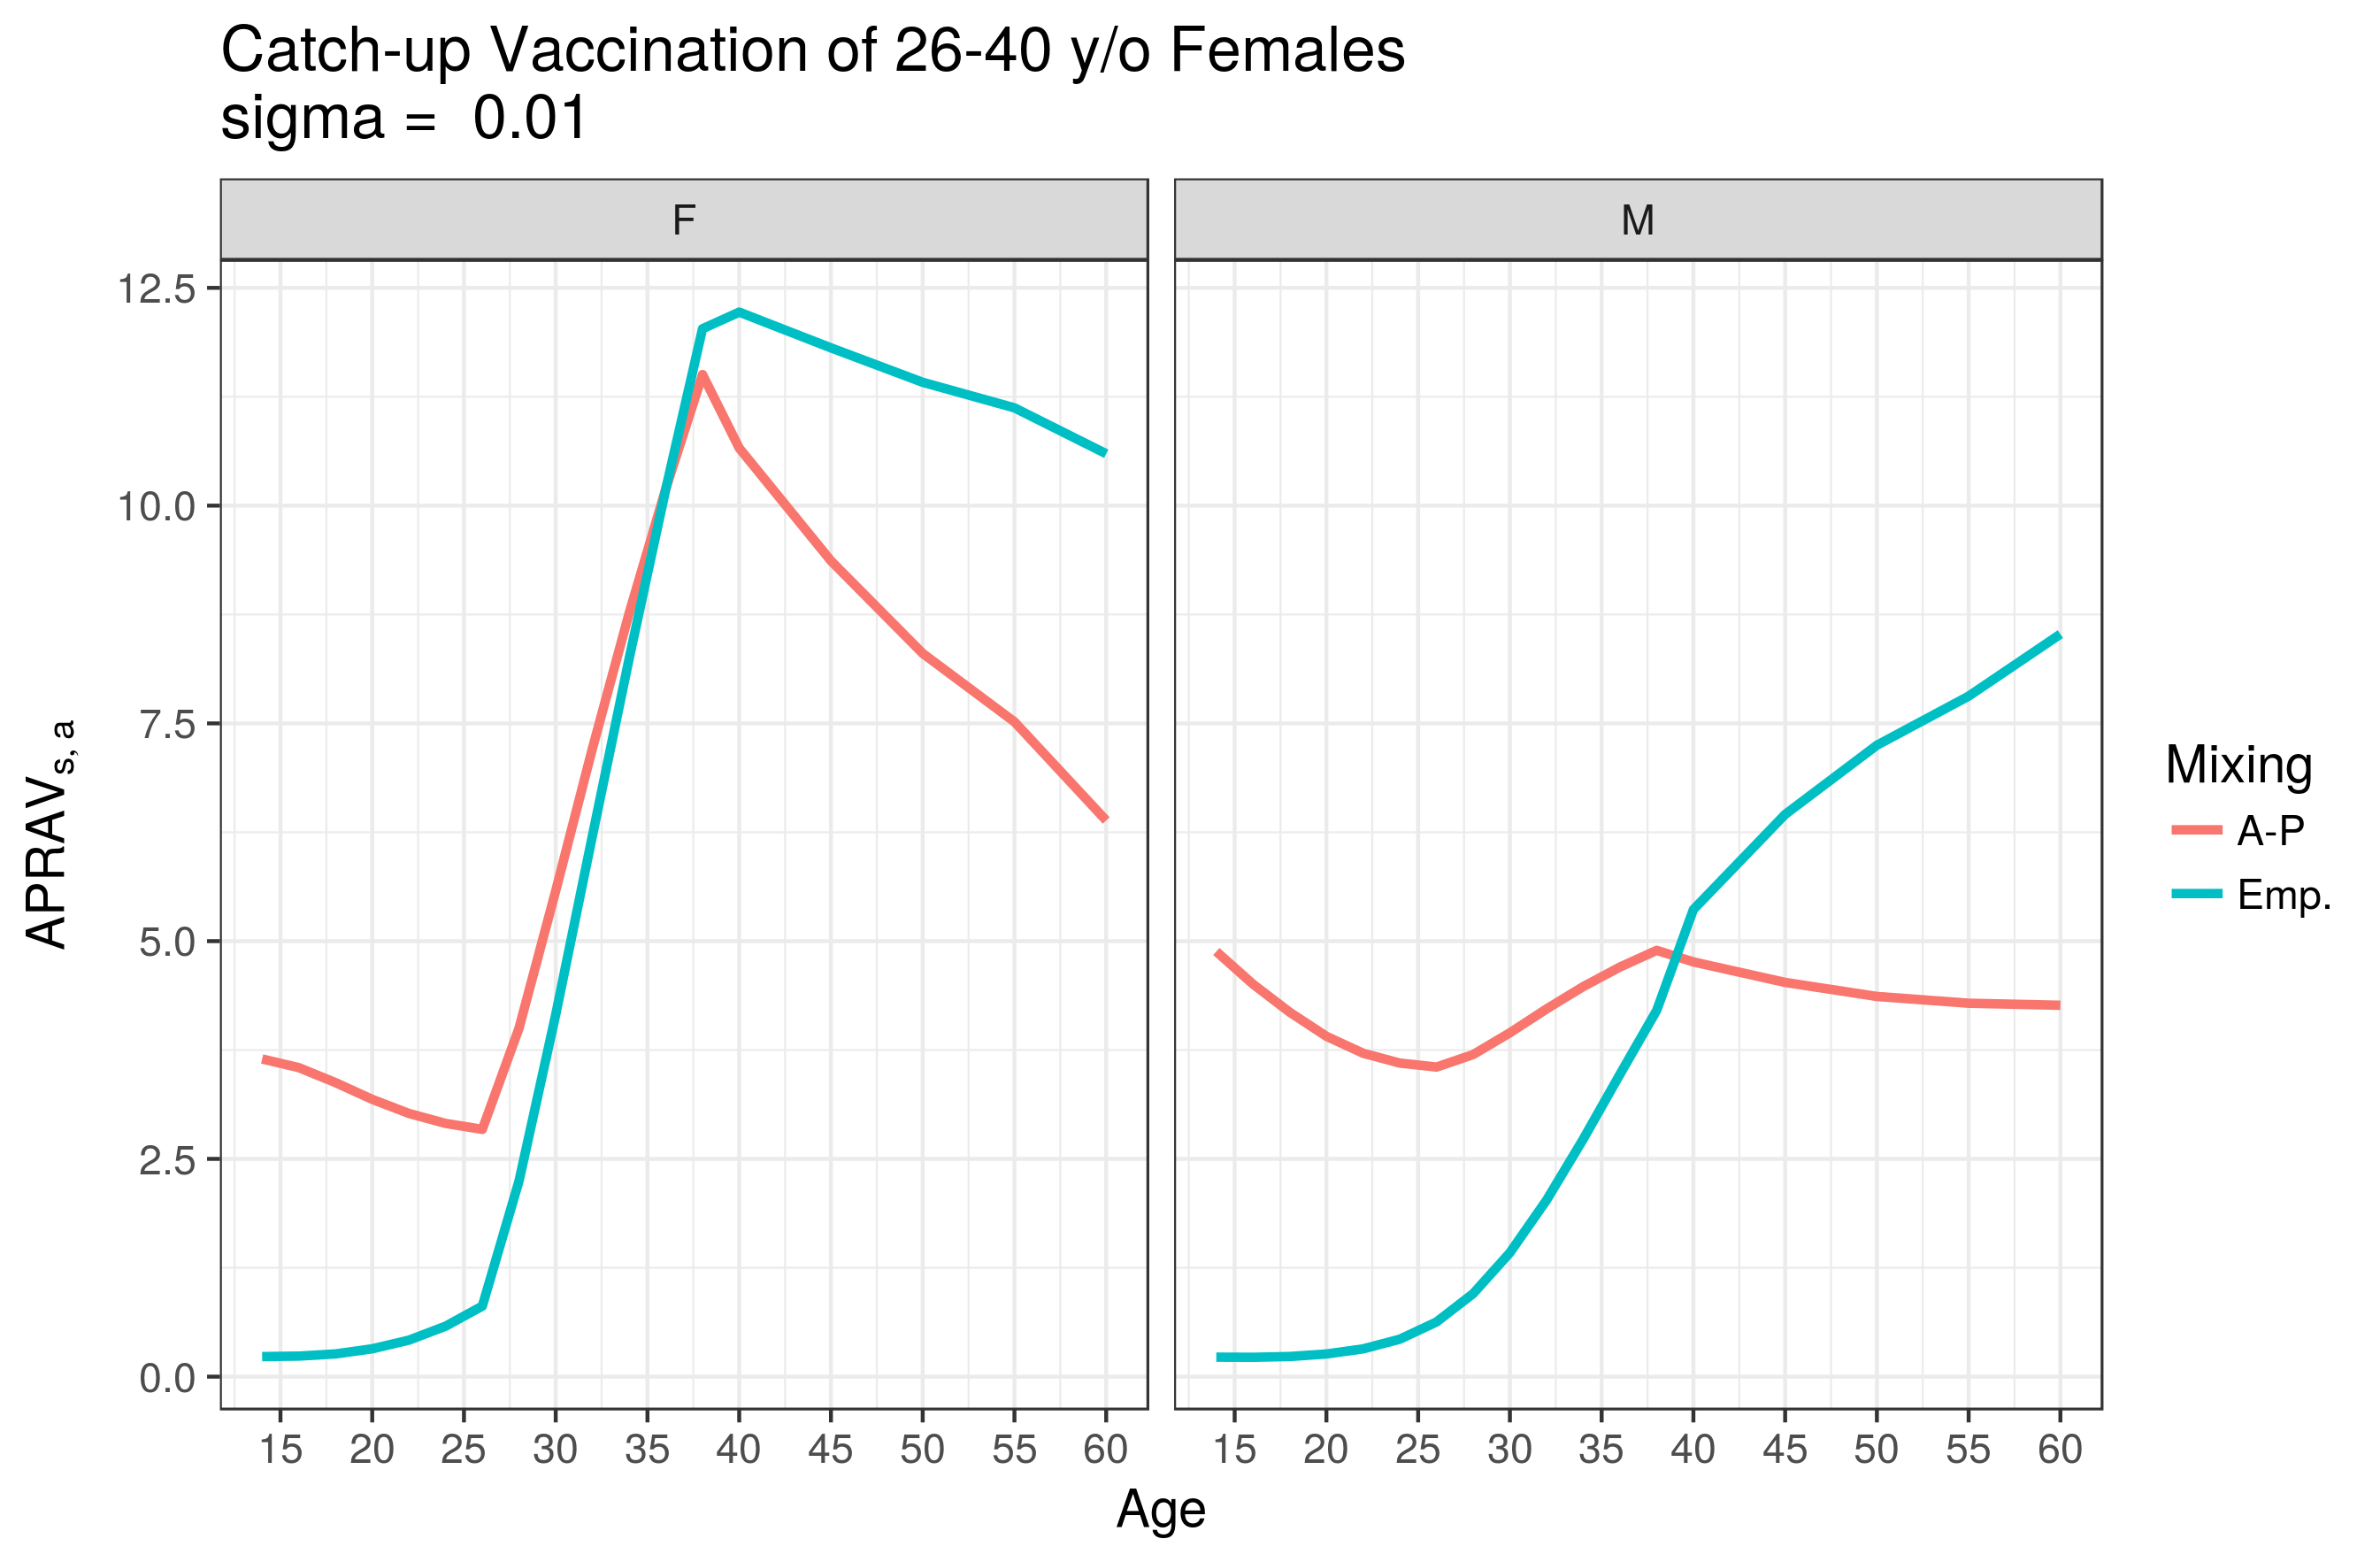 Catch-up Vaccination of 26-40 y/o Females
sigma =  0.01
F
M
12.5
10.0
7.5
5.0
2.5
0.0
APRAVs, a
15 20 25 30 35 40 45 50 55 60
15 20 25 30 35 40 45 50 55 60
Age
Mixing
A-P
Emp.